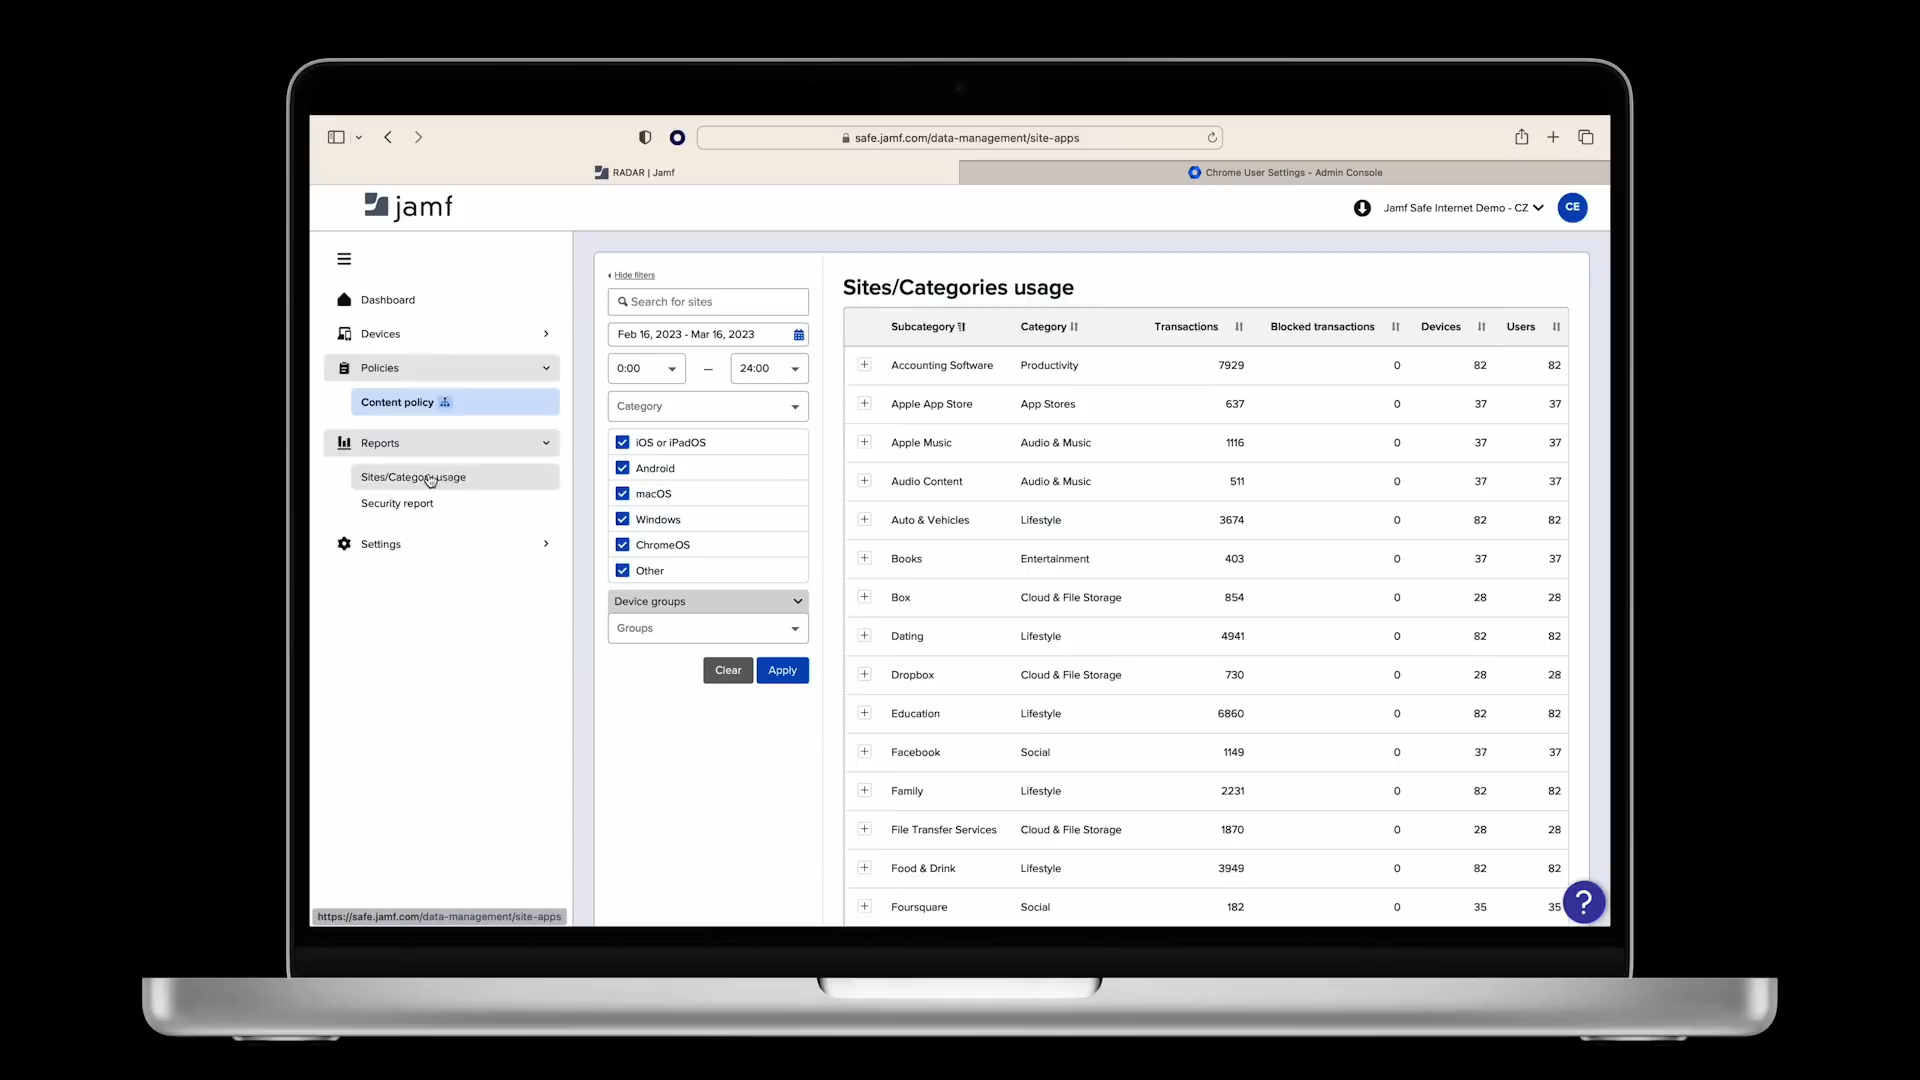 safe.jamf.com/data-management/site-apps
RADAR | Jamf
Chrome User Settings - Admin Console
jamf
Jamf Safe Internet Demo - CZ
CE
Dashboard
Devices
Policies
Content policy
Reports
Sites/Category usage
Security report
Settings
Hide filters
Search for sites
Feb 16, 2023 - Mar 16, 2023
0:00 — 24:00
Category
iOS or iPadOS
Android
macOS
Windows
ChromeOS
Other
Device groups
Groups
Clear Apply
Sites/Categories usage
Subcategory Category Transactions Blocked transactions Devices Users
Accounting Software Productivity 7929 0 82 82
Apple App Store App Stores 637 0 37 37
Apple Music Audio & Music 1116 0 37 37
Audio Content Audio & Music 511 0 37 37
Auto & Vehicles Lifestyle 3674 0 82 82
Books Entertainment 403 0 37 37
Box Cloud & File Storage 854 0 28 28
Dating Lifestyle 4941 0 82 82
Dropbox Cloud & File Storage 730 0 28 28
Education Lifestyle 6860 0 82 82
Facebook Social 1149 0 37 37
Family Lifestyle 2231 0 82 82
File Transfer Services Cloud & File Storage 1870 0 28 28
Food & Drink Lifestyle 3949 0 82 82
Foursquare Social 182 0 35 35
?
https://safe.jamf.com/data-management/site-apps